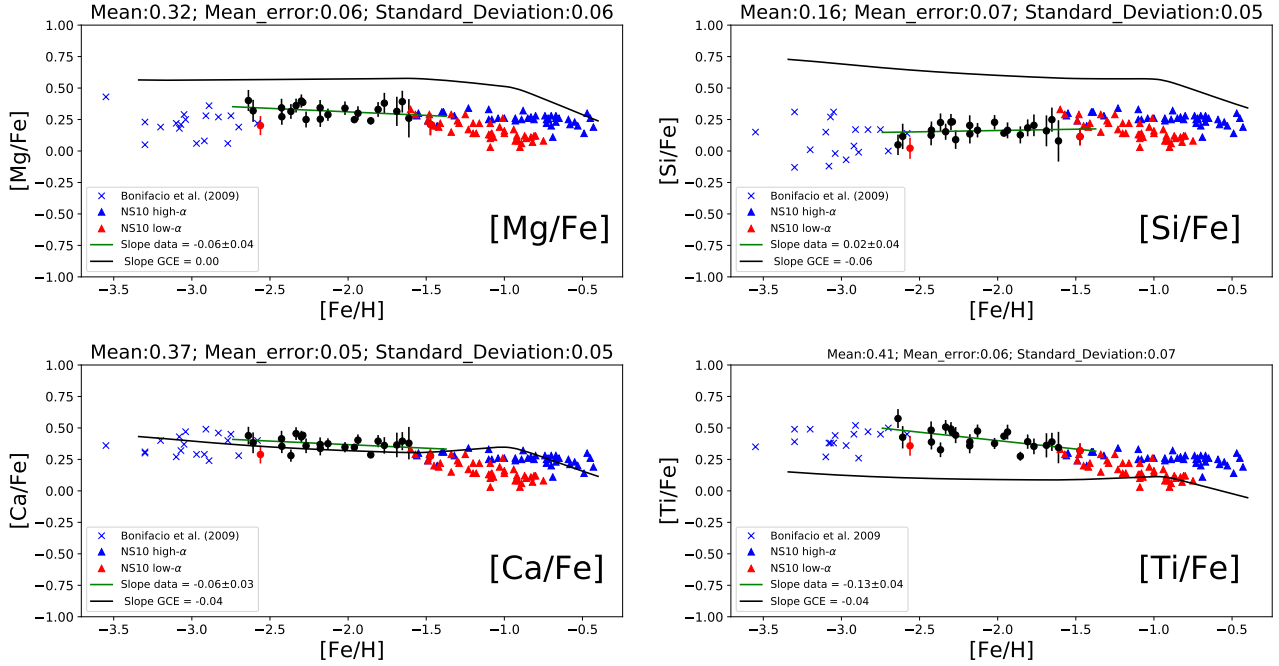 Mean:0.32; Mean_error:0.06; Standard_Deviation:0.06
1.00
0.75
0.50
0.25
0.00
−0.25
−0.50
−0.75
−1.00
[Mg/Fe]
Bonifacio et al. (2009)
NS10 high-α
NS10 low-α
Slope data = -0.06±0.04
Slope GCE = 0.00
[Mg/Fe]
−3.5 −3.0 −2.5 −2.0 −1.5 −1.0 −0.5
[Fe/H]
Mean:0.16; Mean_error:0.07; Standard_Deviation:0.05
1.00
0.75
0.50
0.25
0.00
−0.25
−0.50
−0.75
−1.00
[Si/Fe]
Bonifacio et al. (2009)
NS10 high-α
NS10 low-α
Slope data = 0.02±0.04
Slope GCE = -0.06
[Si/Fe]
−3.5 −3.0 −2.5 −2.0 −1.5 −1.0 −0.5
[Fe/H]
Mean:0.37; Mean_error:0.05; Standard_Deviation:0.05
1.00
0.75
0.50
0.25
0.00
−0.25
−0.50
−0.75
−1.00
[Ca/Fe]
Bonifacio et al. (2009)
NS10 high-α
NS10 low-α
Slope data = -0.06±0.03
Slope GCE = -0.04
[Ca/Fe]
−3.5 −3.0 −2.5 −2.0 −1.5 −1.0 −0.5
[Fe/H]
Mean:0.41; Mean_error:0.06; Standard_Deviation:0.07
1.00
0.75
0.50
0.25
0.00
−0.25
−0.50
−0.75
−1.00
[Ti/Fe]
Bonifacio et al. 2009
NS10 high-α
NS10 low-α
Slope data = -0.13±0.04
Slope GCE = -0.04
[Ti/Fe]
−3.5 −3.0 −2.5 −2.0 −1.5 −1.0 −0.5
[Fe/H]